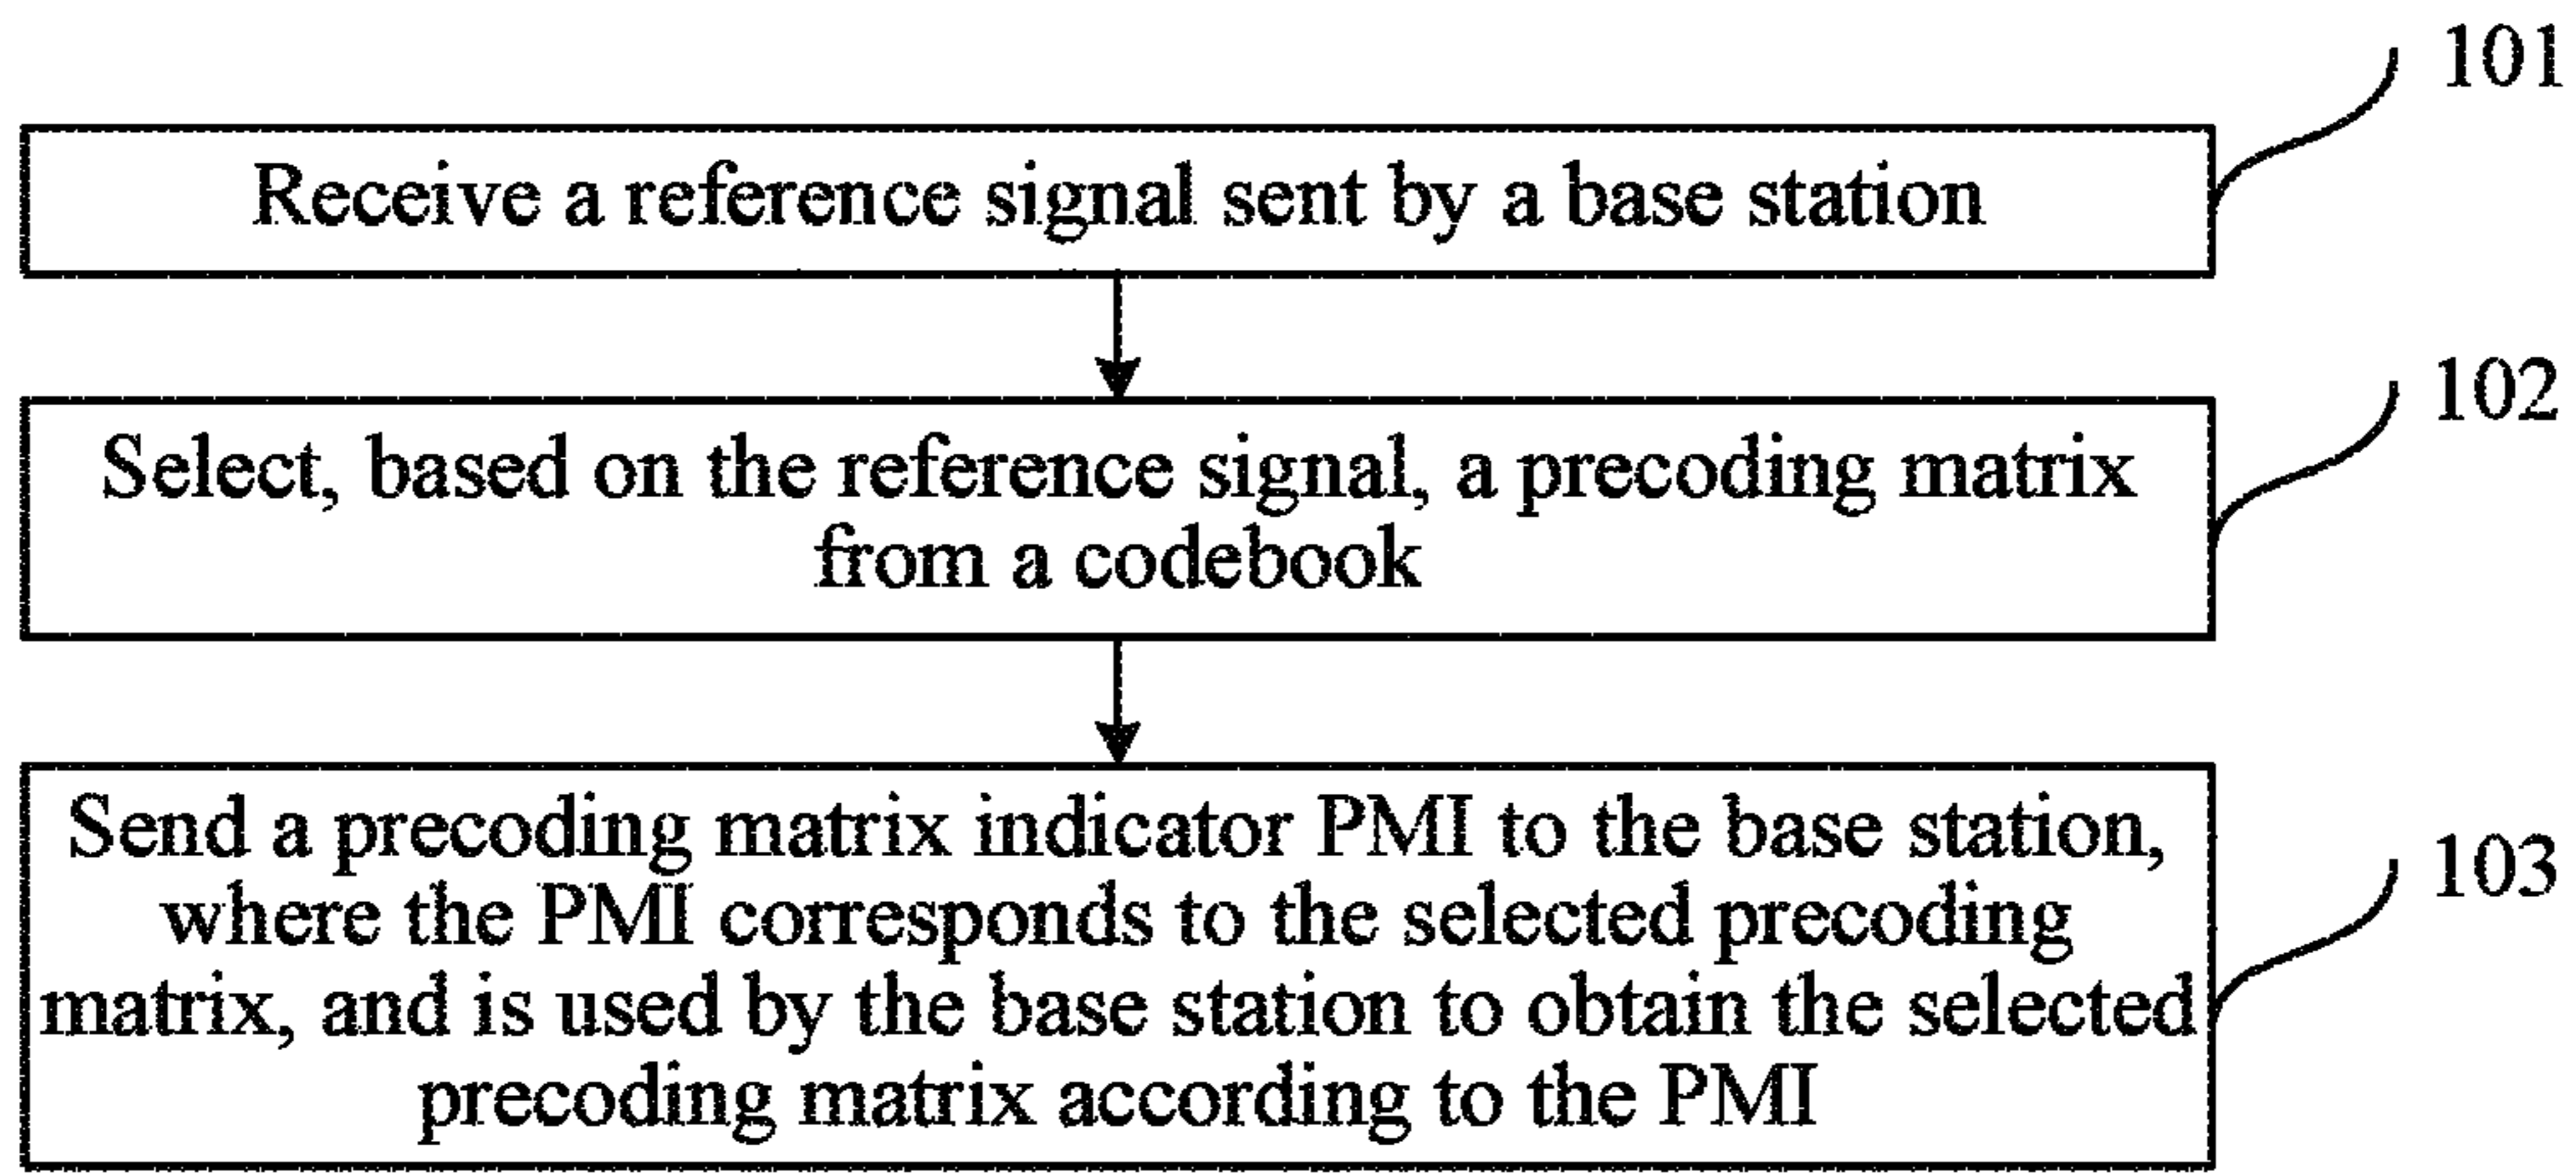 101
Receive a reference signal sent by a base station
102
Select, based on the reference signal, a precoding matrix
from a codebook
103
Send a precoding matrix indicator PMI to the base station,
where the PMI corresponds to the selected precoding
matrix, and is used by the base station to obtain the selected
precoding matrix according to the PMI